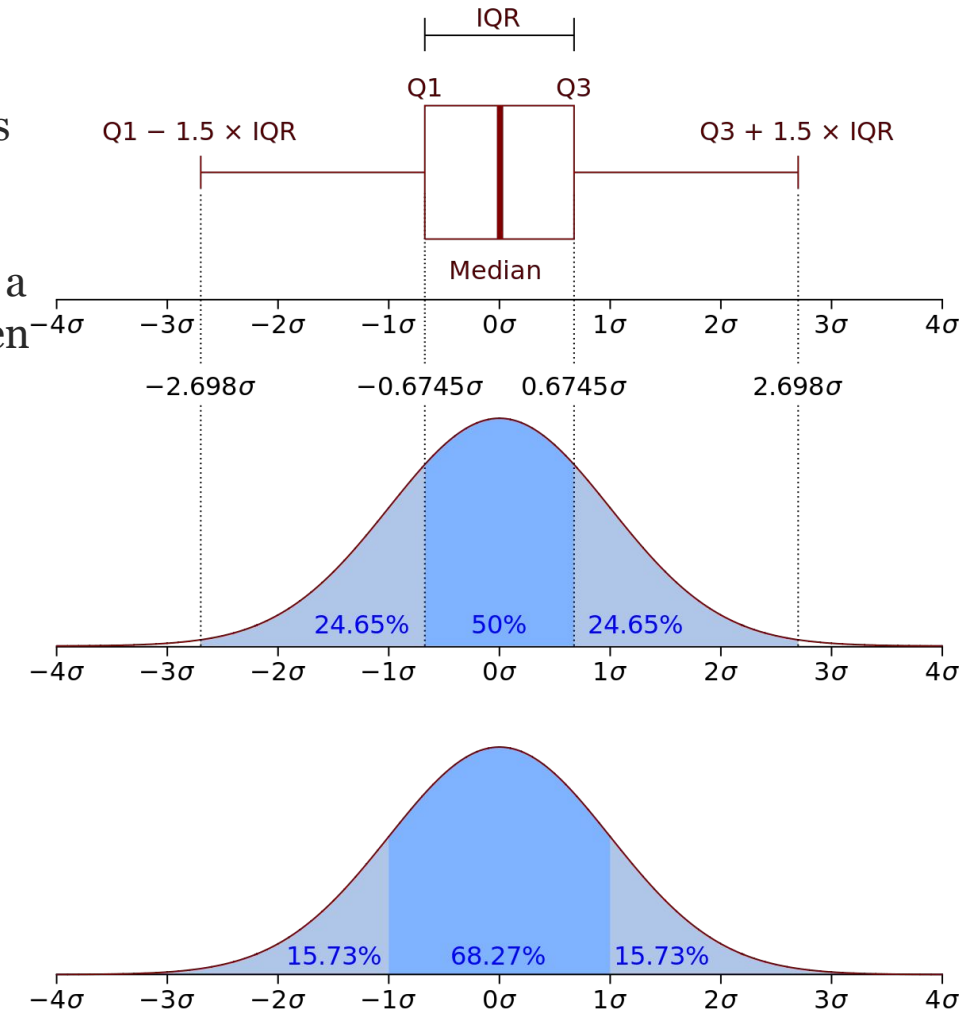 IQR
Q1 Q3
s
Q1 − 1.5 × IQR Q3 + 1.5 × IQR
Median
a
en
−4σ −3σ −2σ −1σ 0σ 1σ 2σ 3σ 4σ
−2.698σ −0.6745σ 0.6745σ 2.698σ
24.65% 50% 24.65%
−4σ −3σ −2σ −1σ 0σ 1σ 2σ 3σ 4σ
15.73% 68.27% 15.73%
−4σ −3σ −2σ −1σ 0σ 1σ 2σ 3σ 4σ